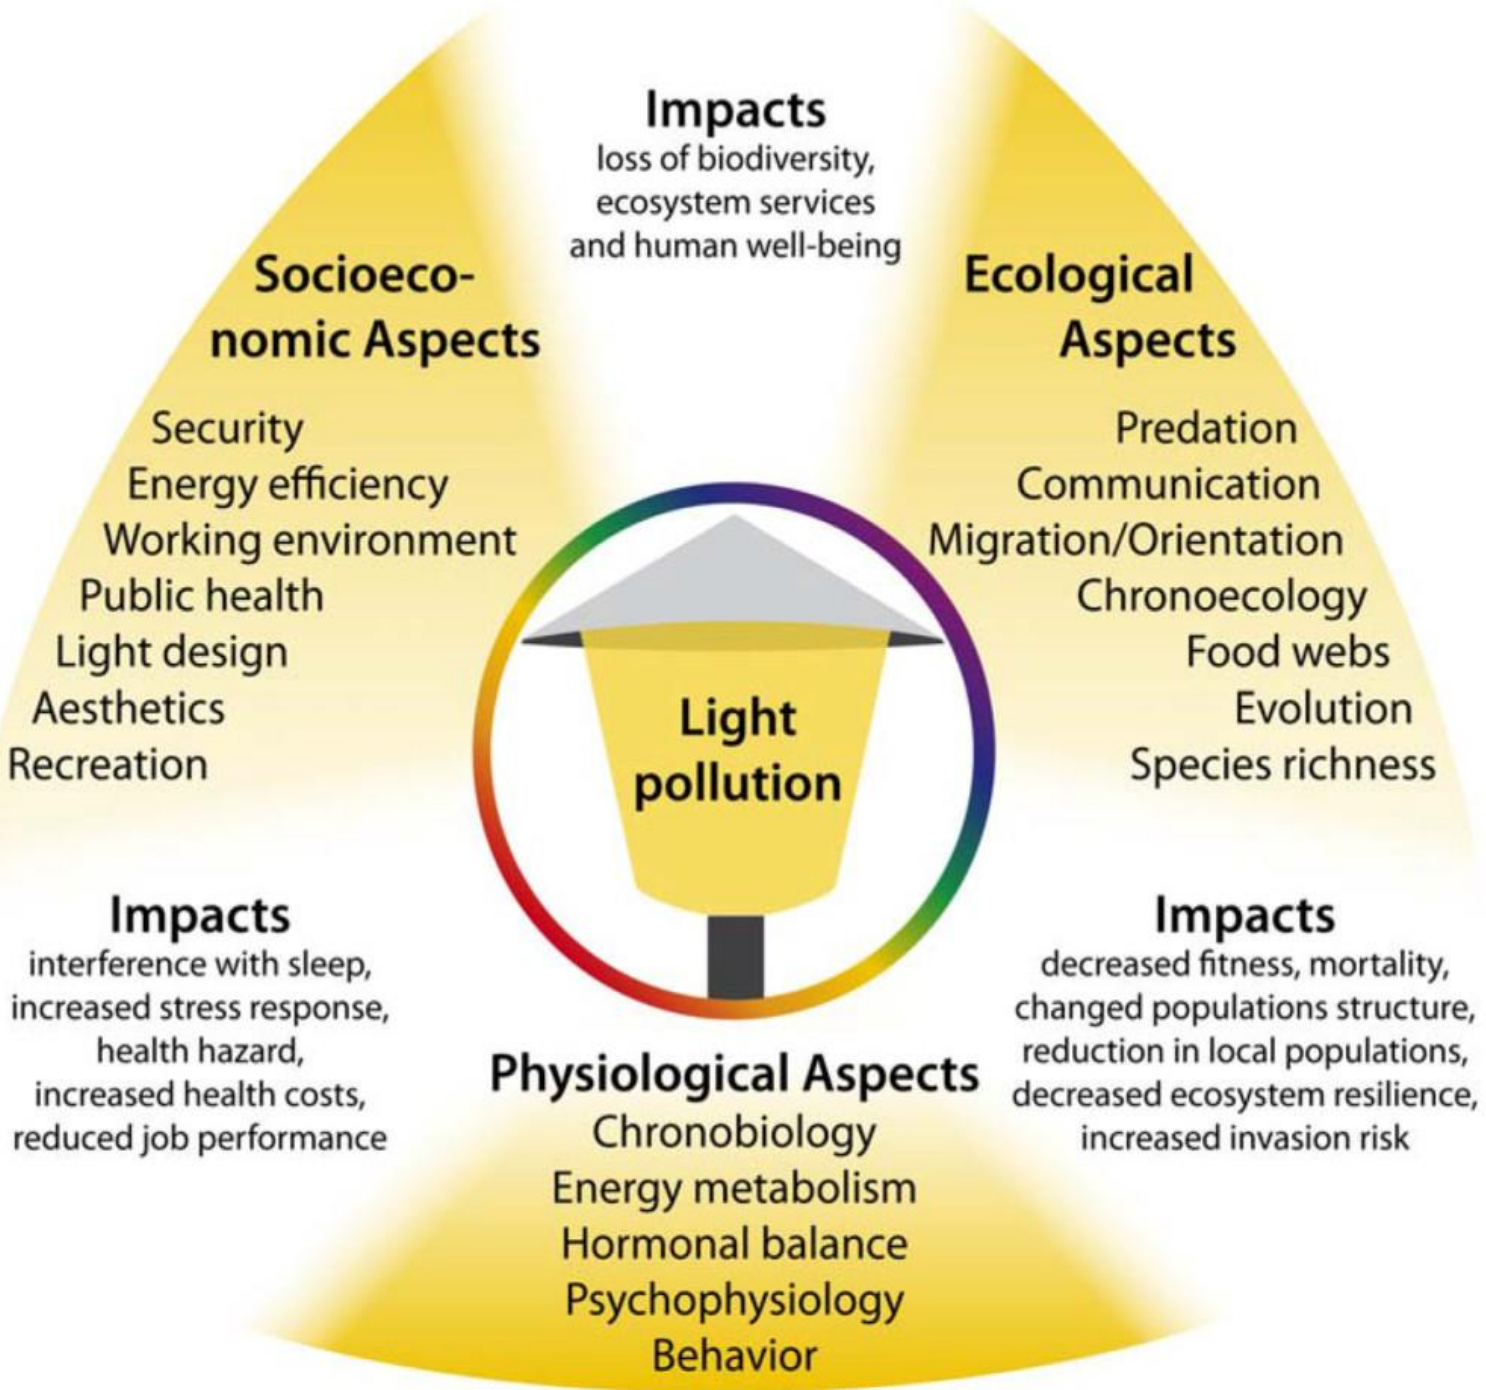 Impacts
loss of biodiversity,
ecosystem services
and human well-being
Socioeco-
nomic Aspects
Security
Energy efficiency
Working environment
Public health
Light design
Aesthetics
Recreation
Ecological
Aspects
Predation
Communication
Migration/Orientation
Chronoecology
Food webs
Evolution
Species richness
Light
pollution
Impacts
interference with sleep,
increased stress response,
health hazard,
increased health costs,
reduced job performance
Physiological Aspects
Chronobiology
Energy metabolism
Hormonal balance
Psychophysiology
Behavior
Impacts
decreased fitness, mortality,
changed populations structure,
reduction in local populations,
decreased ecosystem resilience,
increased invasion risk